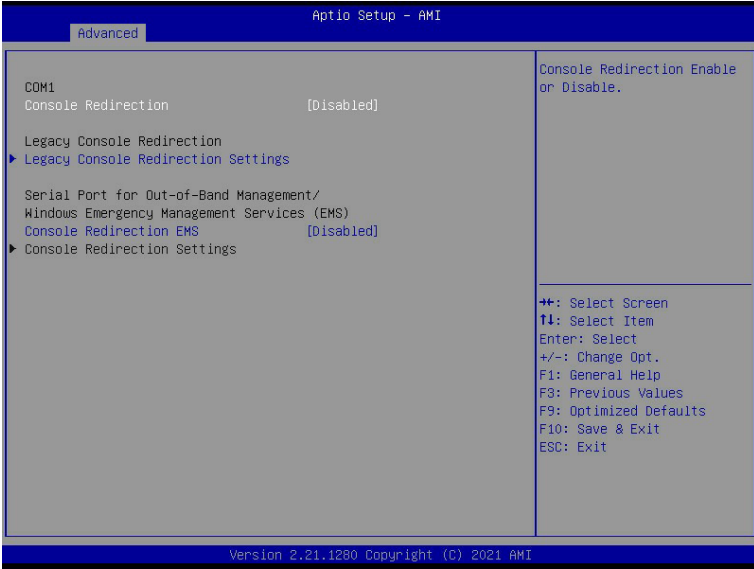 Aptio Setup – AMI
Advanced
COM1
Console Redirection [Disabled]
Legacy Console Redirection
Legacy Console Redirection Settings
Serial Port for Out-of-Band Management/
Windows Emergency Management Services (EMS)
Console Redirection EMS [Disabled]
Console Redirection Settings
Console Redirection Enable
or Disable.
→←: Select Screen
↑↓: Select Item
Enter: Select
+/-: Change Opt.
F1: General Help
F3: Previous Values
F9: Optimized Defaults
F10: Save & Exit
ESC: Exit
Version 2.21.1280 Copyright (C) 2021 AMI